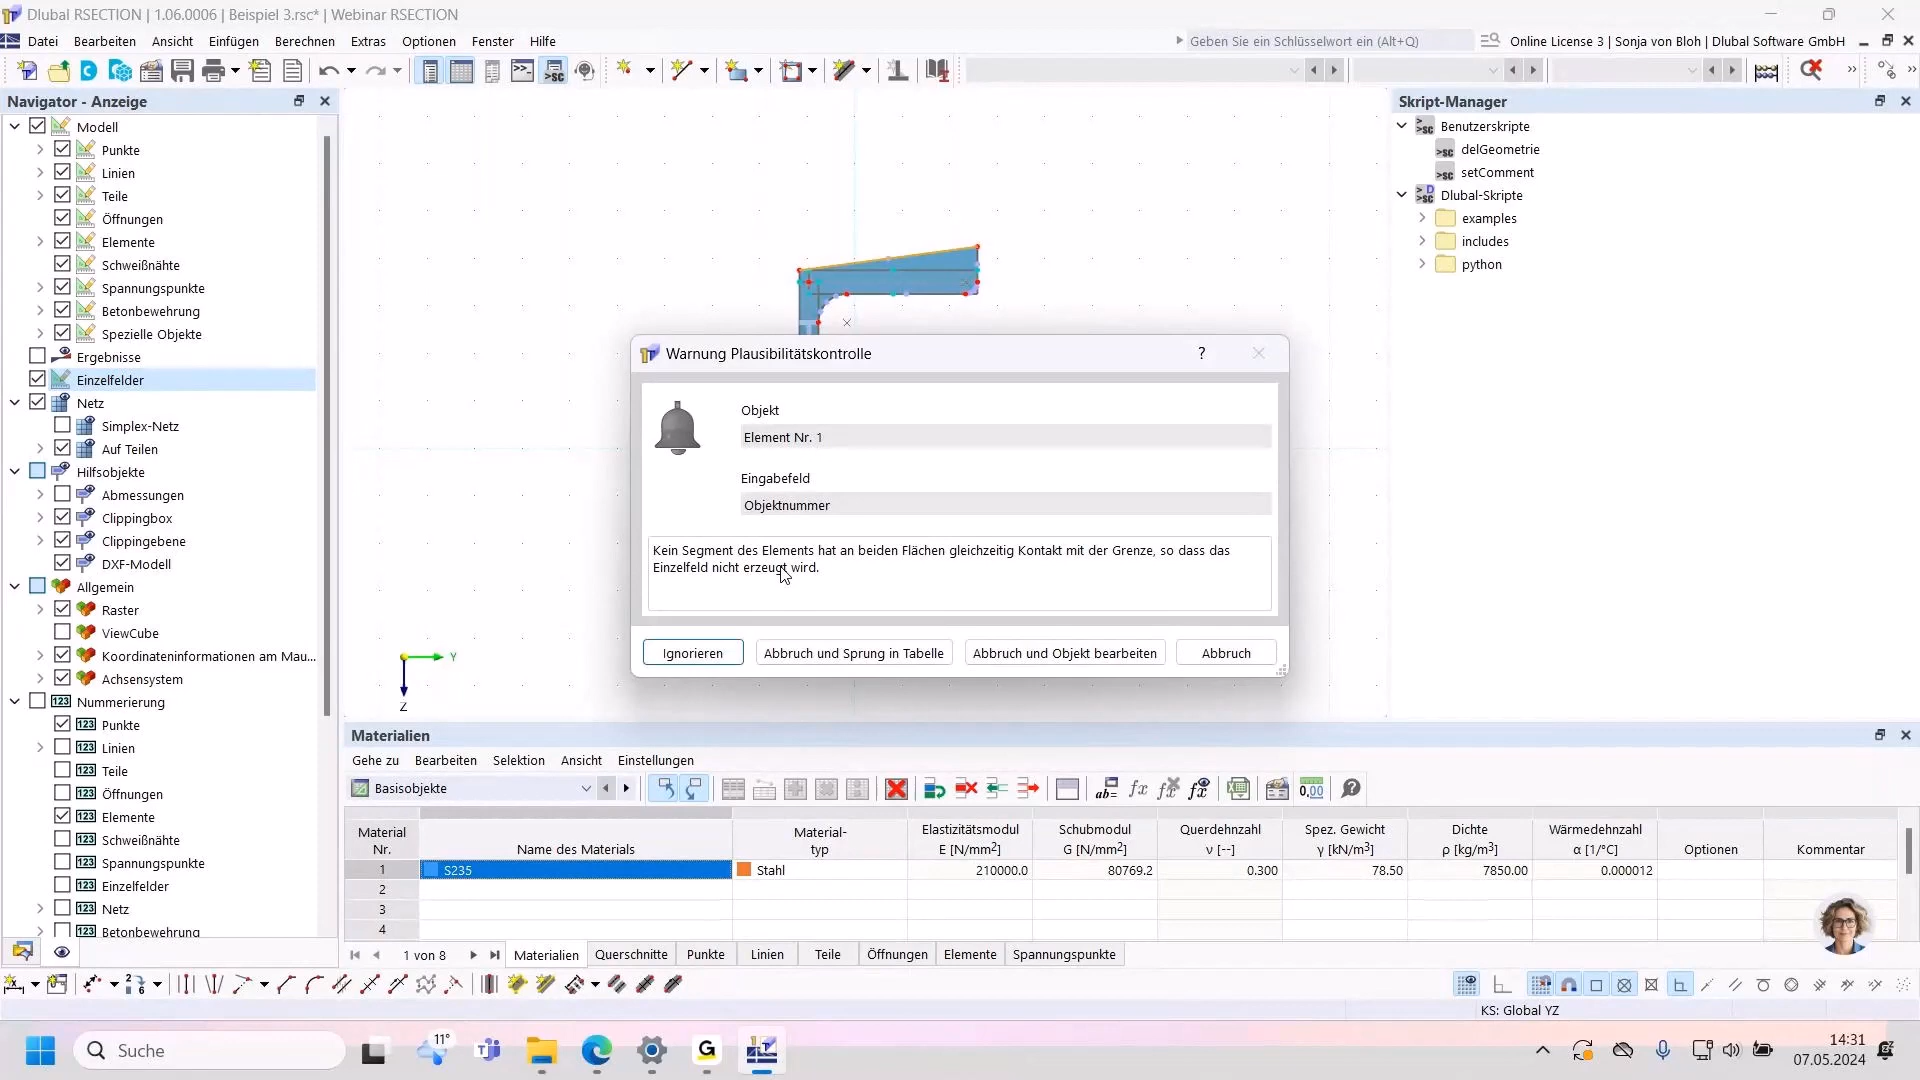 Dlubal RSECTION | 1.06.0006 | Beispiel 3.rsc* | Webinar RSECTION
Datei Bearbeiten Ansicht Einfügen Berechnen Extras Optionen Fenster Hilfe
Geben Sie ein Schlüsselwort ein (Alt+Q)
Online License 3 | Sonja von Bloh | Dlubal Software GmbH
Navigator - Anzeige
Modell
Punkte
Linien
Teile
Öffnungen
Elemente
Schweißnähte
Spannungspunkte
Betonbewehrung
Spezielle Objekte
Ergebnisse
Einzelfelder
Netz
Simplex-Netz
Auf Teilen
Hilfsobjekte
Abmessungen
Clippingbox
Clippingebene
DXF-Modell
Allgemein
Raster
ViewCube
Koordinateninformationen am Mau...
Achsensystem
Nummerierung
Punkte
Linien
Teile
Öffnungen
Elemente
Schweißnähte
Spannungspunkte
Einzelfelder
Netz
Betonbewehrung
Y
Z
Warnung Plausibilitätskontrolle
?
Objekt
Element Nr. 1
Eingabefeld
Objektnummer
Kein Segment des Elements hat an beiden Flächen gleichzeitig Kontakt mit der Grenze, so dass das
Einzelfeld nicht erzeugt wird.
Ignorieren Abbruch und Sprung in Tabelle Abbruch und Objekt bearbeiten Abbruch
Skript-Manager
Benutzerskripte
delGeometrie
setComment
Dlubal-Skripte
examples
includes
python
Materialien
Gehe zu Bearbeiten Selektion Ansicht Einstellungen
Basisobjekte
Material
Nr.
Name des Materials
Material-
typ
Elastizitätsmodul
E [N/mm²]
Schubmodul
G [N/mm²]
Querdehnzahl
ν [--]
Spez. Gewicht
γ [kN/m³]
Dichte
ρ [kg/m³]
Wärmedehnzahl
α [1/°C]
Optionen
Kommentar
1 S235 Stahl 210000.0 80769.2 0.300 78.50 7850.00 0.000012
2
3
4
1 von 8 Materialien Querschnitte Punkte Linien Teile Öffnungen Elemente Spannungspunkte
KS: Global YZ
Suche
11°
14:31
07.05.2024